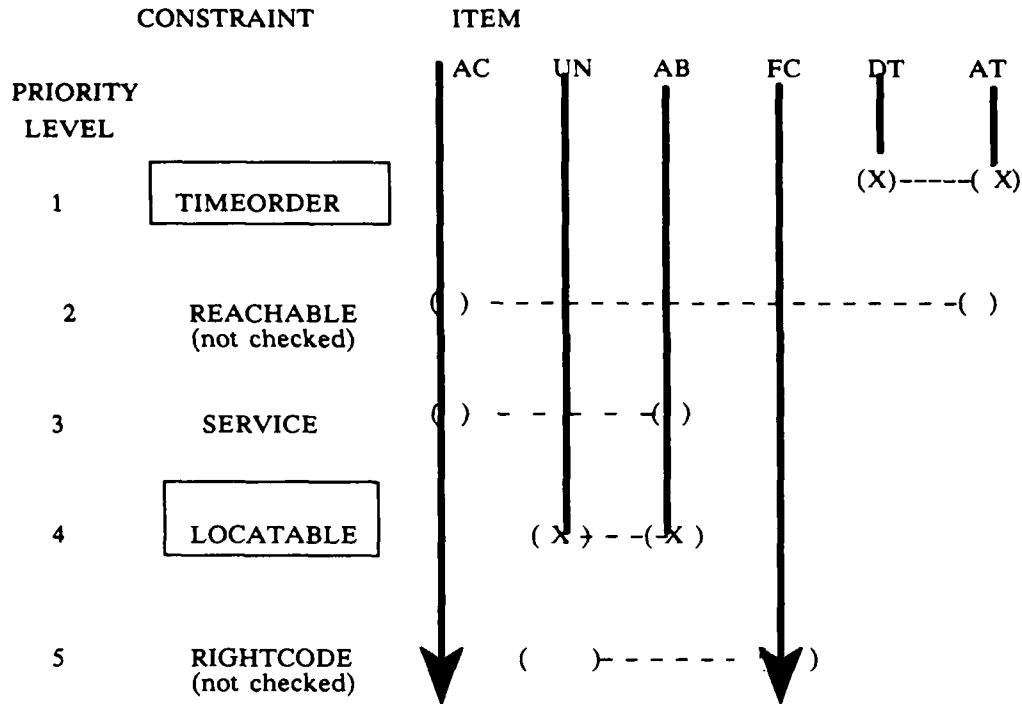 CONSTRAINT ITEM
AC UN AB FC DT AT
PRIORITY
LEVEL
1 TIMEORDER (X)-----( X)
2 REACHABLE ( ) - - - - - - - - - - - - - - - - - -( )
(not checked)
3 SERVICE ( ) - - - - - ( )
4 LOCATABLE ( X ) - - -( X )
5 RIGHTCODE ( )- - - - - - ( )
(not checked)